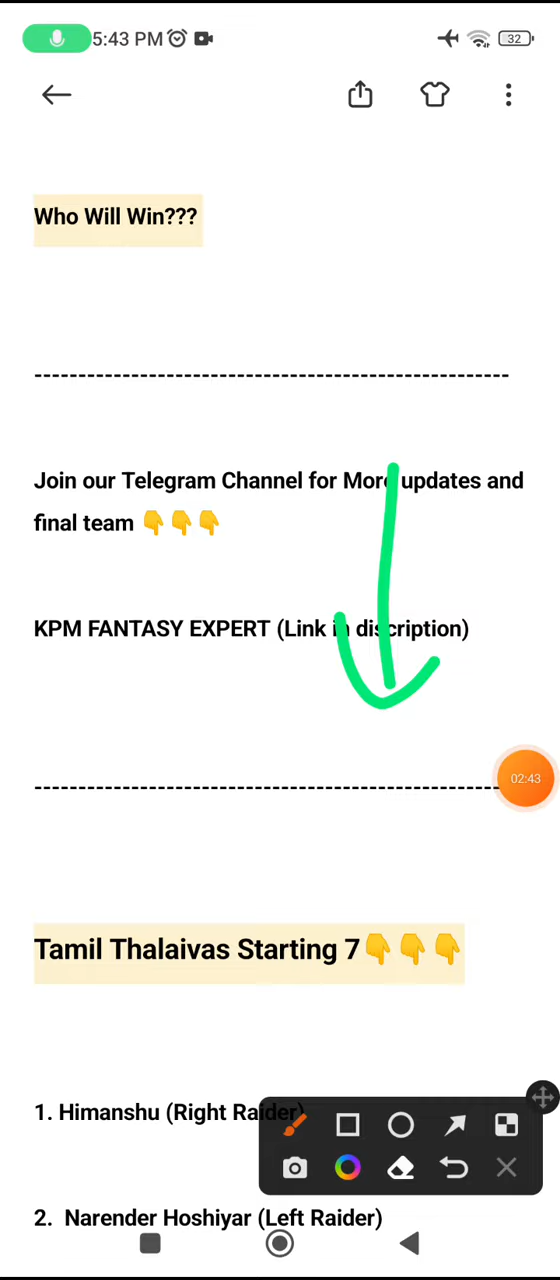 5:43 PM
32
Who Will Win???
------------------------------------------------------
Join our Telegram Channel for More updates and
final team 👇👇👇
KPM FANTASY EXPERT (Link in discription)
------------------------------------------------------
02:43
Tamil Thalaivas Starting 7👇👇👇
1. Himanshu (Right Raider)
2. Narender Hoshiyar (Left Raider)